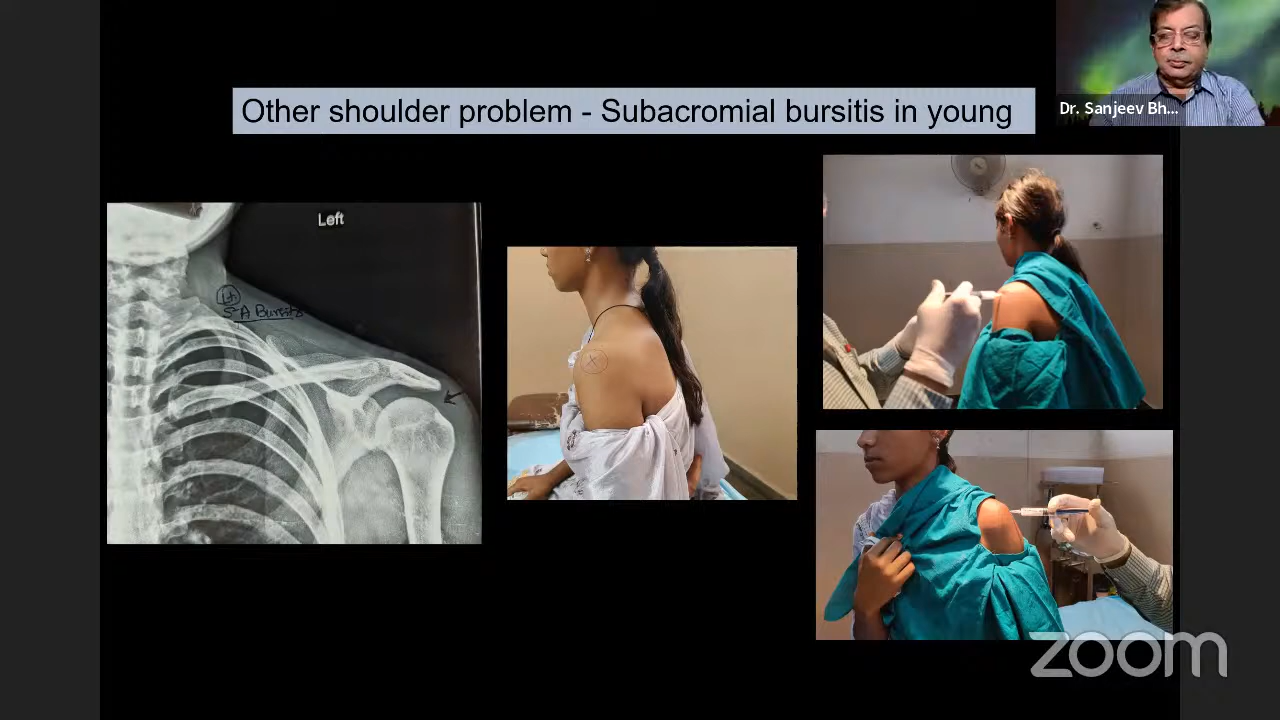 Other shoulder problem - Subacromial bursitis in young
Dr. Sanjeev Bh...
Left
Lt
S-A Bursitis
X
zoom